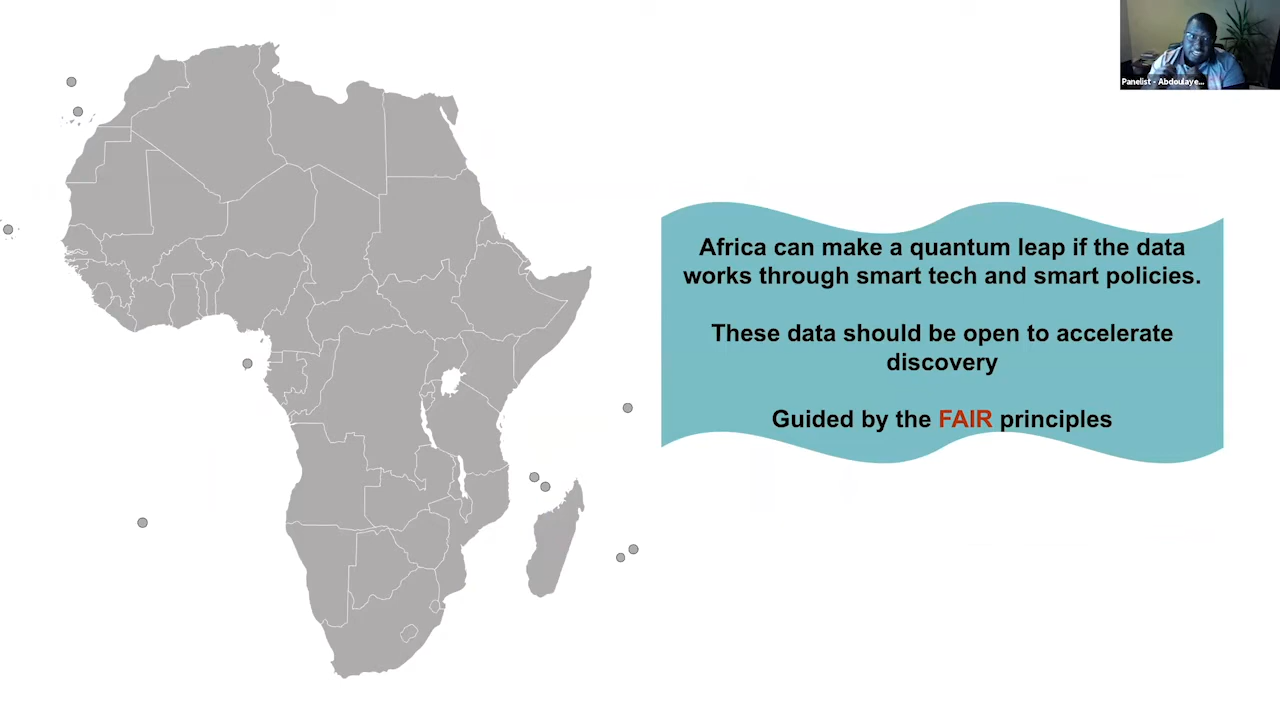 Panelist - Abdoulaye...
Africa can make a quantum leap if the data
works through smart tech and smart policies.
These data should be open to accelerate
discovery
Guided by the FAIR principles